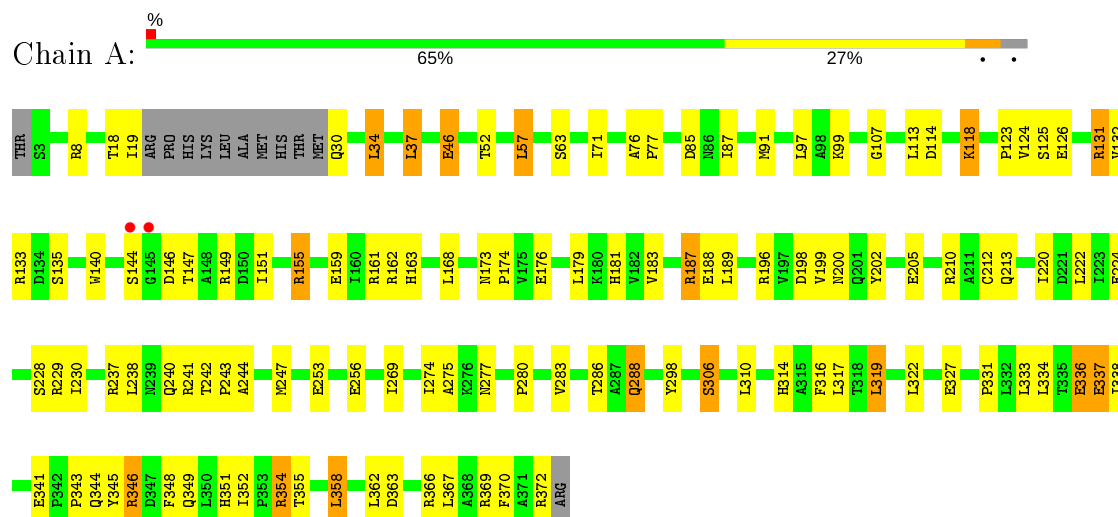 %
Chain A:
65% 27% • •
THR S3 R8 T18 I19 ARG PRO HIS LYS LEU ALA MET HIS THR MET Q30 L34 L37 E46 T52 L57 S63 I71 A76 P77 D85 N86 I87 M91 L97 A98 K99 G107 L113 D114 K118 P123 V124 S125 E126 R131 V132
R133 D134 S135 W140 S144 G145 D146 T147 A148 R149 D150 I151 R155 E159 I160 R161 R162 H163 L168 N173 P174 V175 E176 L179 K180 H181 V182 V183 R187 E188 L189 R196 V197 D198 V199 N200 Q201 Y202 E205 R210 A211 C212 Q213 I220 D221 L222 I223
S228 R229 I230 R237 L238 N239 Q240 R241 T242 P243 A244 M247 E253 E256 I269 I274 A275 K276 N277 P280 V283 T286 A287 Q288 Y298 S306 L310 H314 A315 F316 L317 T318 L319 L322 E327 P331 L332 L333 L334 T335 E336 E337
E341 P342 P343 Q344 Y345 R346 D347 F348 Q349 L350 H351 I352 P353 R354 T355 L358 L362 D363 R366 L367 A368 R369 F370 A371 R372 ARG